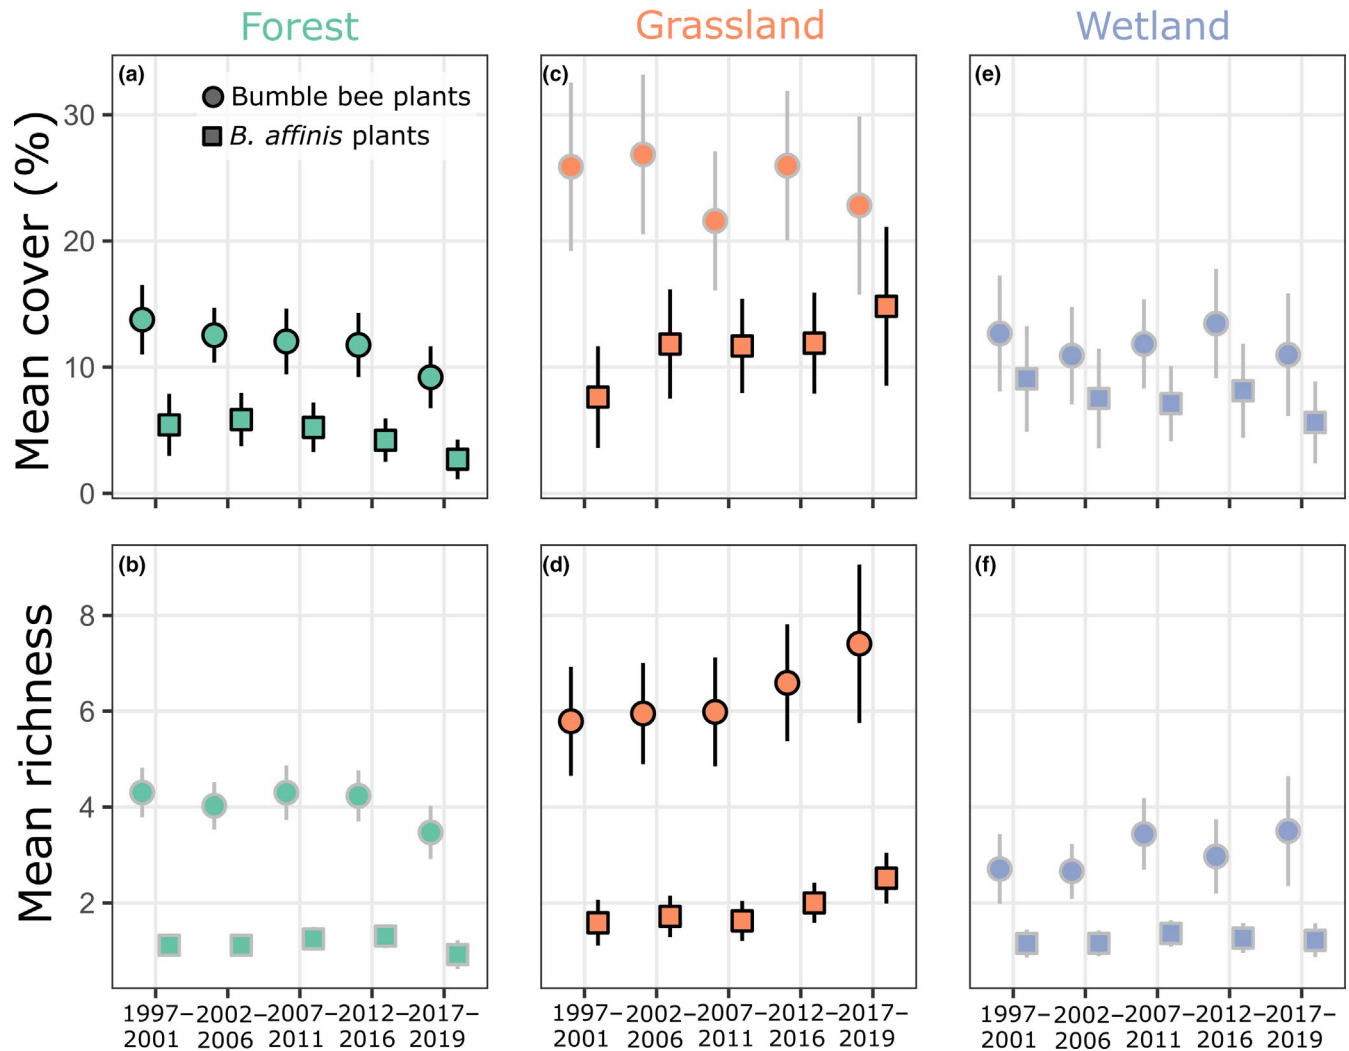 Forest
Grassland
Wetland
(a)
Bumble bee plants
B. affinis plants
(c)
(e)
Mean cover (%)
30
20
10
0
(b)
(d)
(f)
Mean richness
8
6
4
2
1997–2002–2007–2012–2017–
2001 2006 2011 2016 2019
1997–2002–2007–2012–2017–
2001 2006 2011 2016 2019
1997–2002–2007–2012–2017–
2001 2006 2011 2016 2019